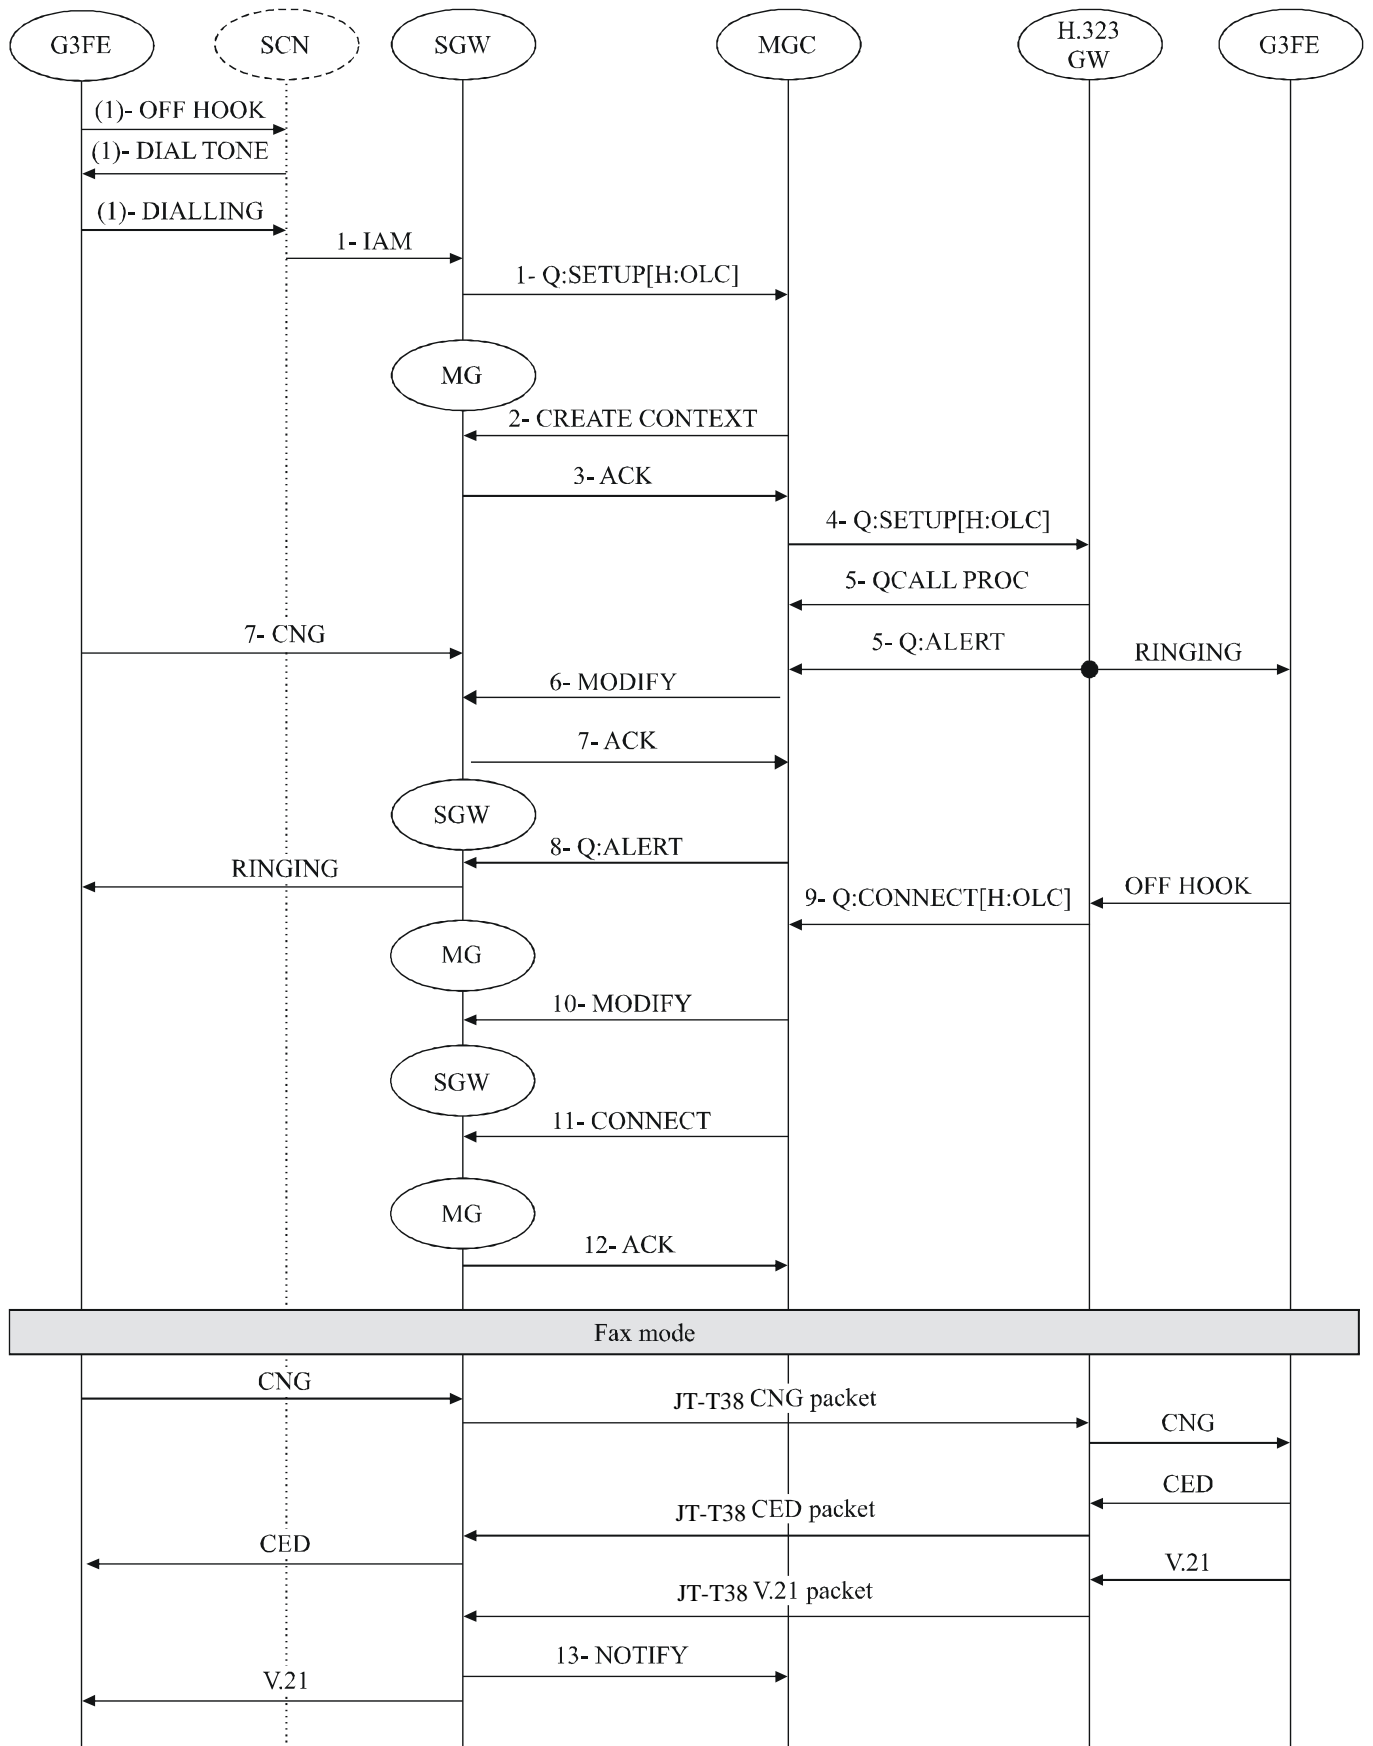 G3FE
SCN
SGW
MGC
H.323
GW
G3FE
(1)- OFF HOOK
(1)- DIAL TONE
(1)- DIALLING
1- IAM
1- Q:SETUP[H:OLC]
MG
2- CREATE CONTEXT
3- ACK
4- Q:SETUP[H:OLC]
5- QCALL PROC
7- CNG
5- Q:ALERT
RINGING
6- MODIFY
7- ACK
SGW
8- Q:ALERT
RINGING
OFF HOOK
9- Q:CONNECT[H:OLC]
MG
10- MODIFY
SGW
11- CONNECT
MG
12- ACK
Fax mode
CNG
JT-T38 CNG packet
CNG
CED
JT-T38 CED packet
CED
V.21
JT-T38 V.21 packet
13- NOTIFY
V.21